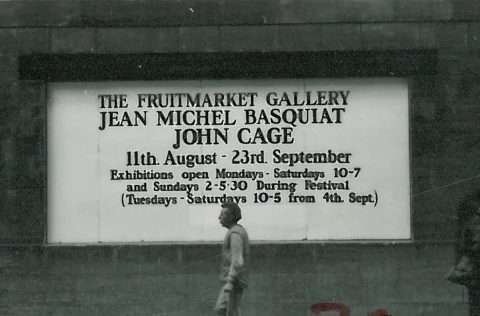 THE FRUITMARKET GALLERY
JEAN MICHEL BASQUIAT
JOHN CAGE
11th. August - 23rd. September
Exhibitions open Mondays - Saturdays 10-7
and Sundays 2-5·30 During Festival
(Tuesdays - Saturdays 10-5 from 4th. Sept.)